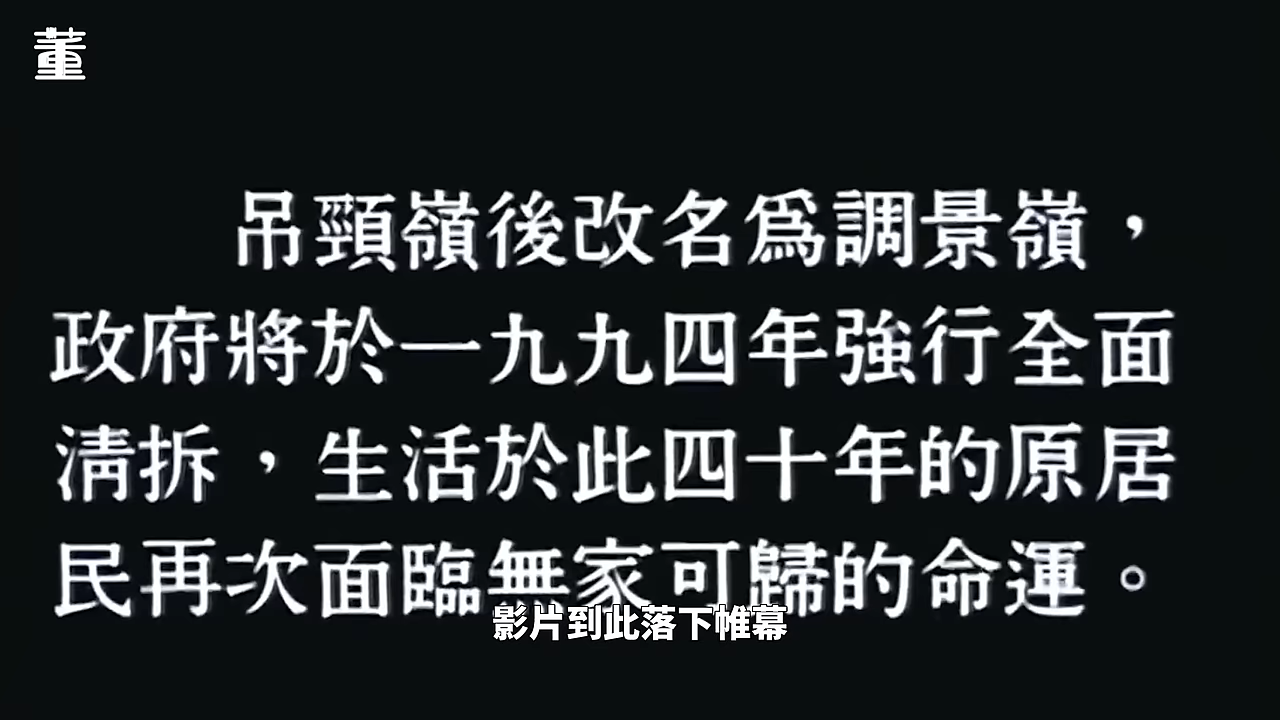 董
吊頸嶺後改名為調景嶺，
政府將於一九九四年強行全面
清拆，生活於此四十年的原居
民再次面臨無家可歸的命運。
影片到此落下帷幕